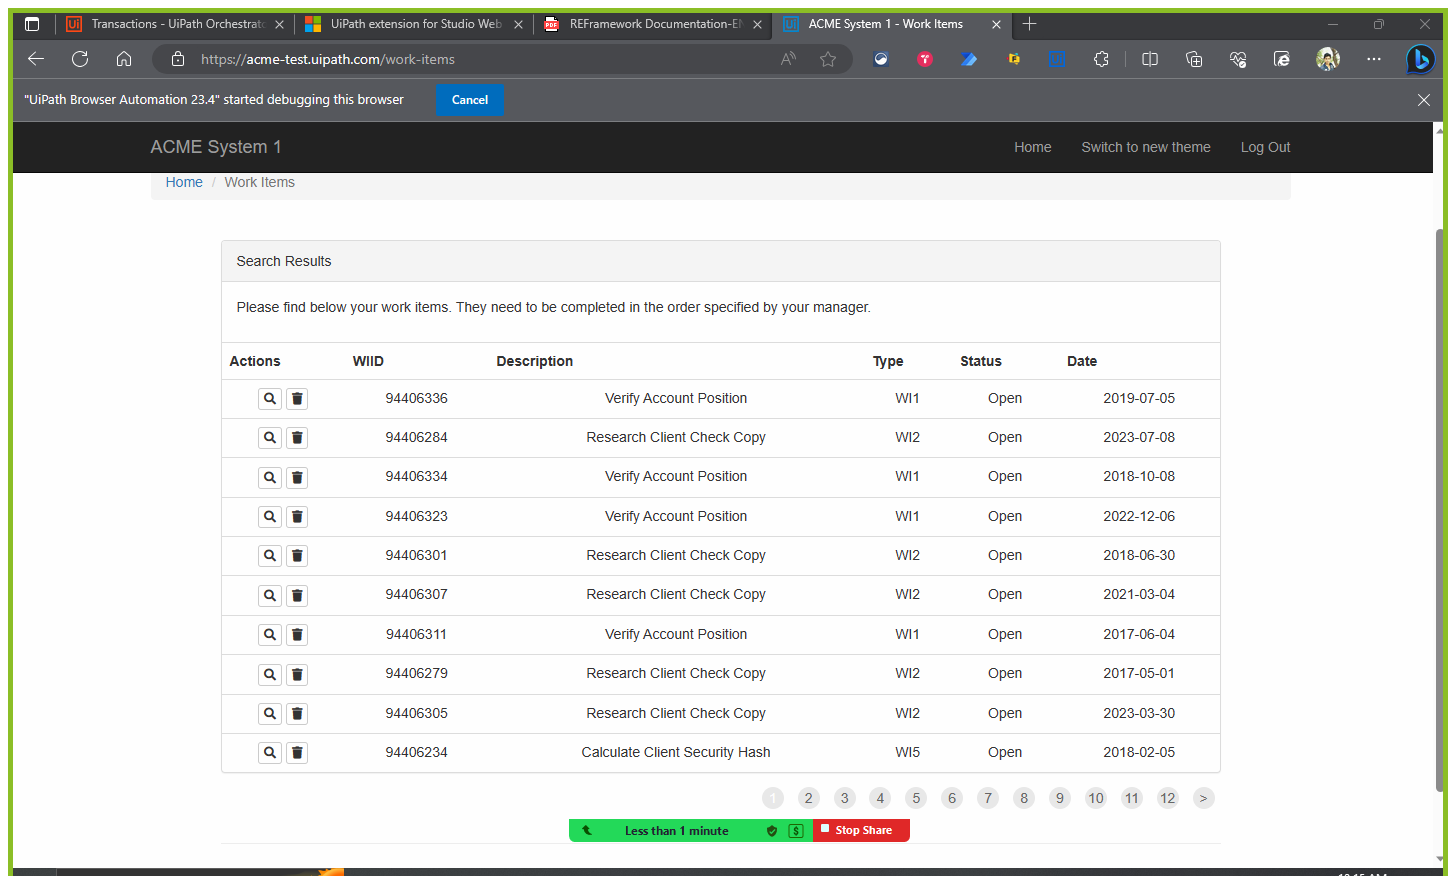 Transactions - UiPath Orchestrato
UiPath extension for Studio Web
REFramework Documentation-EN
ACME System 1 - Work Items
https://acme-test.uipath.com/work-items
"UiPath Browser Automation 23.4" started debugging this browser
Cancel
ACME System 1
Home
Switch to new theme
Log Out
Home / Work Items
Search Results
Please find below your work items. They need to be completed in the order specified by your manager.
Actions WIID Description Type Status Date
94406336 Verify Account Position WI1 Open 2019-07-05
94406284 Research Client Check Copy WI2 Open 2023-07-08
94406334 Verify Account Position WI1 Open 2018-10-08
94406323 Verify Account Position WI1 Open 2022-12-06
94406301 Research Client Check Copy WI2 Open 2018-06-30
94406307 Research Client Check Copy WI2 Open 2021-03-04
94406311 Verify Account Position WI1 Open 2017-06-04
94406279 Research Client Check Copy WI2 Open 2017-05-01
94406305 Research Client Check Copy WI2 Open 2023-03-30
94406234 Calculate Client Security Hash WI5 Open 2018-02-05
1 2 3 4 5 6 7 8 9 10 11 12 >
Less than 1 minute
Stop Share